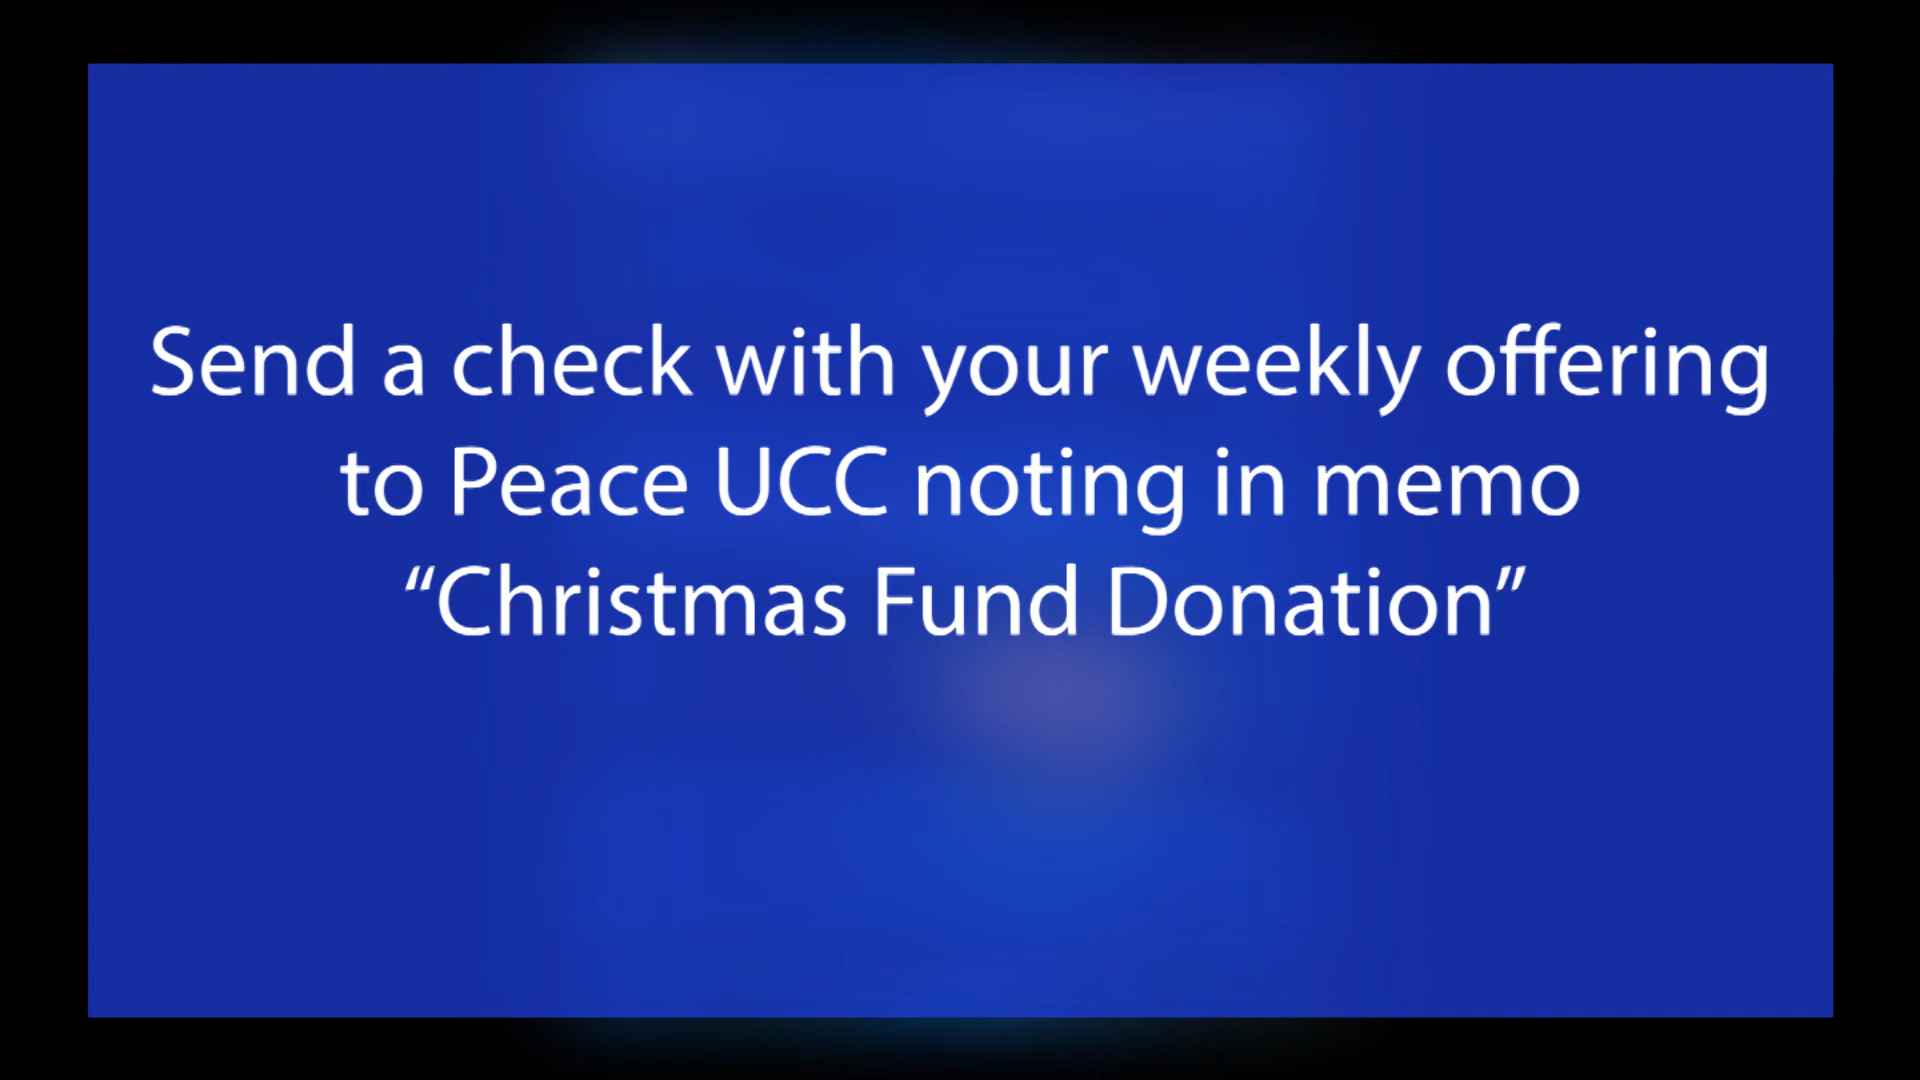 Send a check with your weekly offering
to Peace UCC noting in memo
“Christmas Fund Donation”